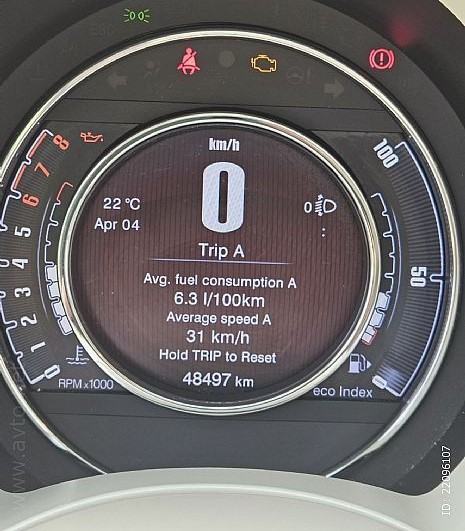 km/h
0
22 °C
0
Apr 04
:
Trip A
Avg. fuel consumption A
6.3 l/100km
Average speed A
31 km/h
Hold TRIP to Reset
48497 km
8
7
6
5
4
3
2
1
0
RPM x1000
100
50
0
eco Index
ID: 22096107